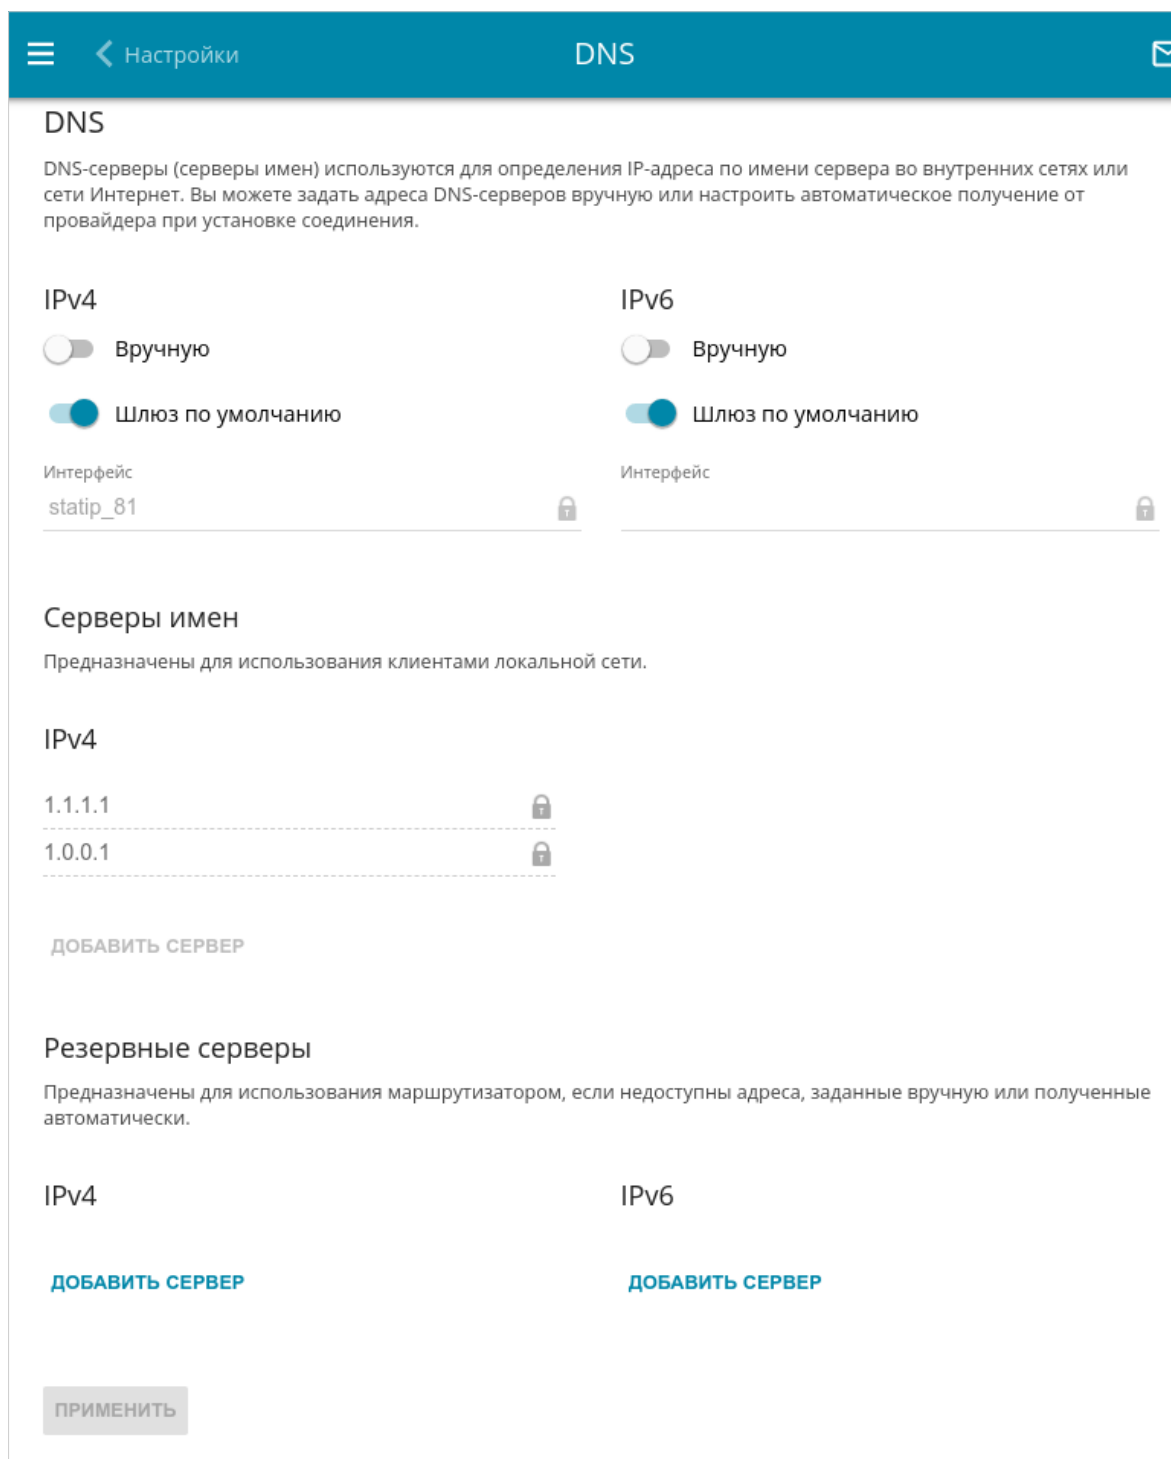 Настройки
DNS
DNS
DNS-серверы (серверы имен) используются для определения IP-адреса по имени сервера во внутренних сетях или
сети Интернет. Вы можете задать адреса DNS-серверов вручную или настроить автоматическое получение от
провайдера при установке соединения.
IPv4
Вручную
Шлюз по умолчанию
Интерфейс
statip_81
IPv6
Вручную
Шлюз по умолчанию
Интерфейс
Серверы имен
Предназначены для использования клиентами локальной сети.
IPv4
1.1.1.1
1.0.0.1
ДОБАВИТЬ СЕРВЕР
Резервные серверы
Предназначены для использования маршрутизатором, если недоступны адреса, заданные вручную или полученные
автоматически.
IPv4
ДОБАВИТЬ СЕРВЕР
IPv6
ДОБАВИТЬ СЕРВЕР
ПРИМЕНИТЬ